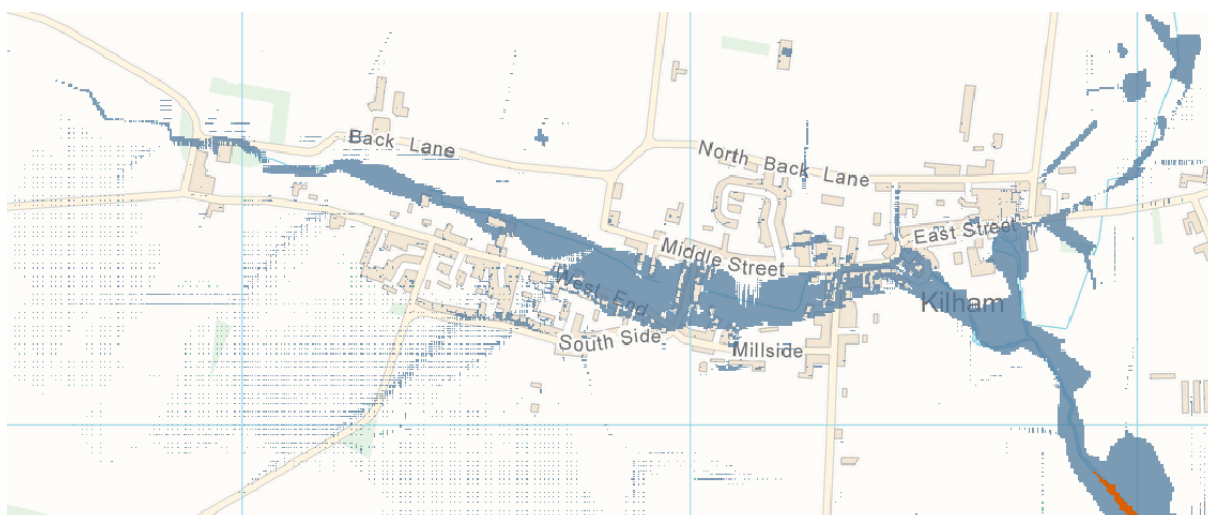 Back Lane
North Back Lane
East Street
Middle Street
West End
Kilham
South Side
Millside